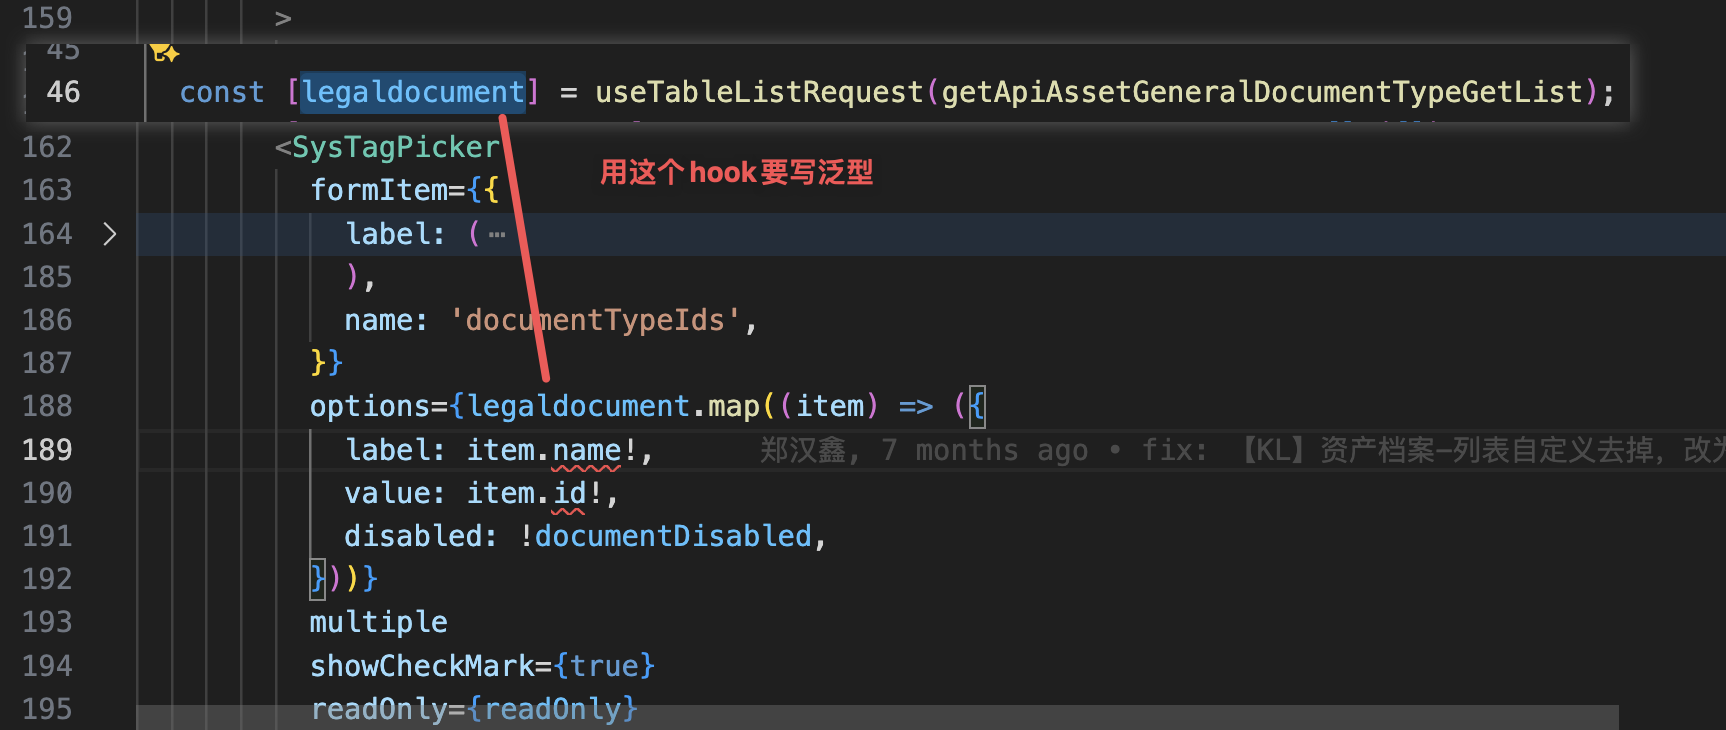 159 >
45
46 const [legaldocument] = useTableListRequest(getApiAssetGeneralDocumentTypeGetList);
162 <SysTagPicker
用这个hook要写泛型
163 formItem={{
164 label: ( ⋯
185 ),
186 name: 'documentTypeIds',
187 }}
188 options={legaldocument.map((item) => ({
189 label: item.name!, 郑汉鑫, 7 months ago • fix: 【KL】资产档案-列表自定义去掉, 改为
190 value: item.id!,
191 disabled: !documentDisabled,
192 }))}
193 multiple
194 showCheckMark={true}
195 readOnly={readOnly}